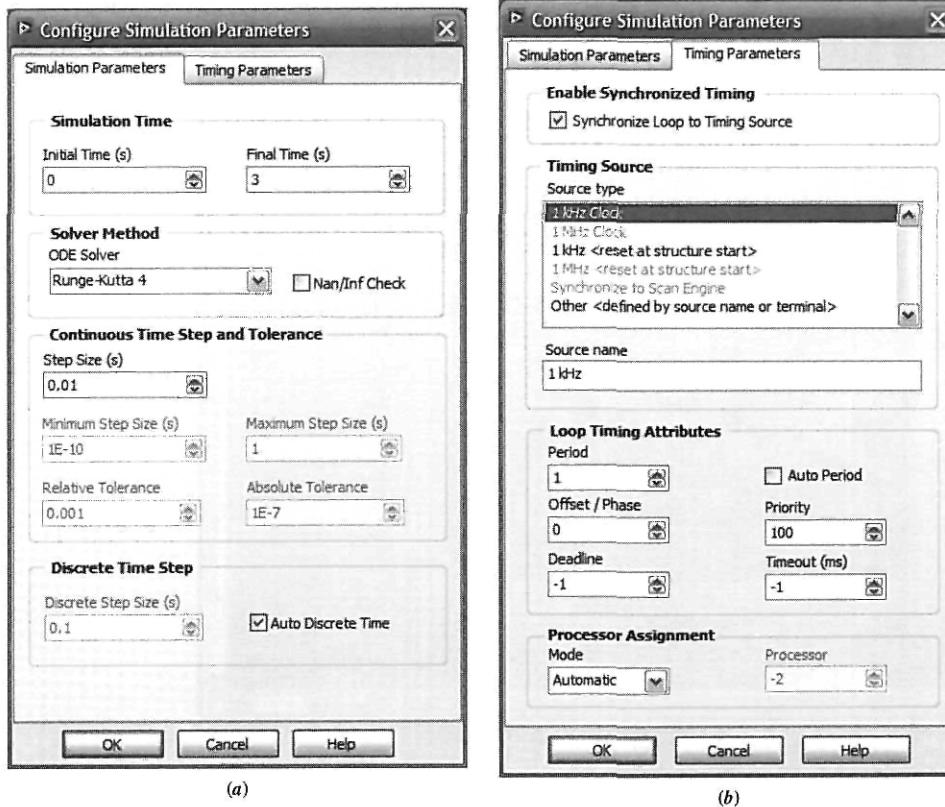 Configure Simulation Parameters
Simulation Parameters Timing Parameters
Simulation Time
Initial Time (s) Final Time (s)
0 3
Solver Method
ODE Solver
Runge-Kutta 4 Nan/Inf Check
Continuous Time Step and Tolerance
Step Size (s)
0.01
Minimum Step Size (s) Maximum Step Size (s)
1E-10 1
Relative Tolerance Absolute Tolerance
0.001 1E-7
Discrete Time Step
Discrete Step Size (s)
0.1 Auto Discrete Time
OK Cancel Help
(a)
Configure Simulation Parameters
Simulation Parameters Timing Parameters
Enable Synchronized Timing
Synchronize Loop to Timing Source
Timing Source
Source type
1 kHz Clock
1 MHz Clock
1 kHz <reset at structure start>
1 MHz <reset at structure start>
Synchronize to Scan Engine
Other <defined by source name or terminal>
Source name
1 kHz
Loop Timing Attributes
Period
1 Auto Period
Offset / Phase Priority
0 100
Deadline Timeout (ms)
-1 -1
Processor Assignment
Mode Processor
Automatic -2
OK Cancel Help
(b)